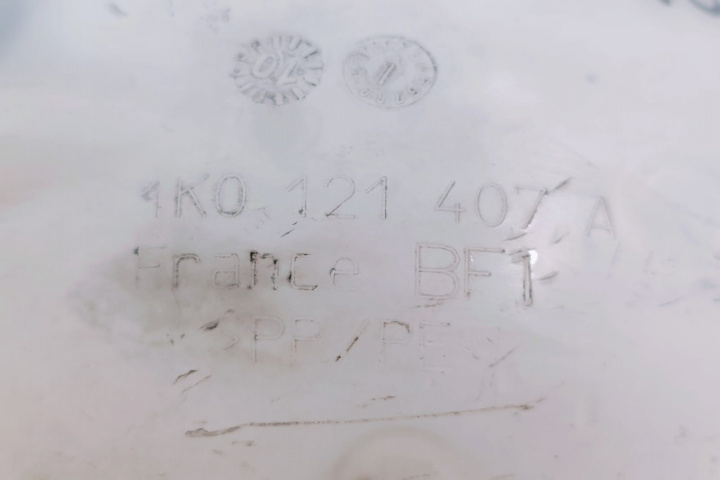 1K0 121 407 A
France BF1
>PP/PE<